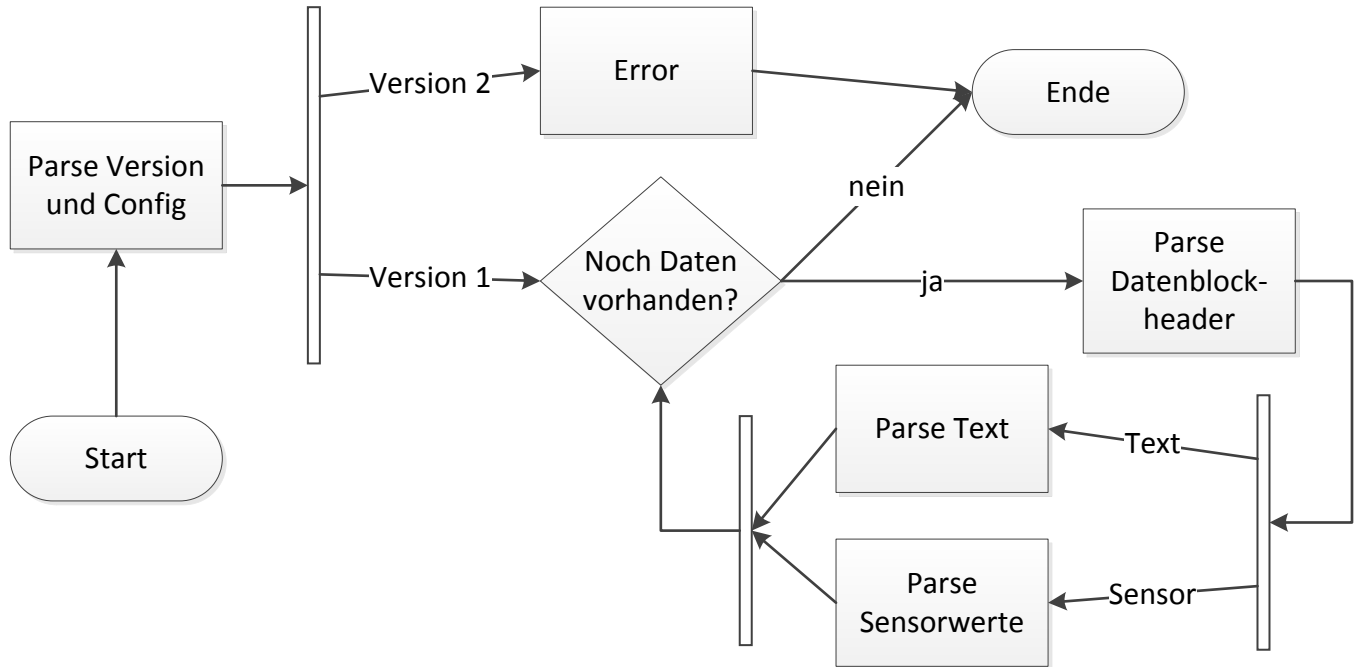 Error
Ende
Version 2
Parse Version
und Config
nein
Version 1
Noch Daten
vorhanden?
ja
Parse
Datenblock-
header
Start
Parse Text
Text
Parse
Sensorwerte
Sensor